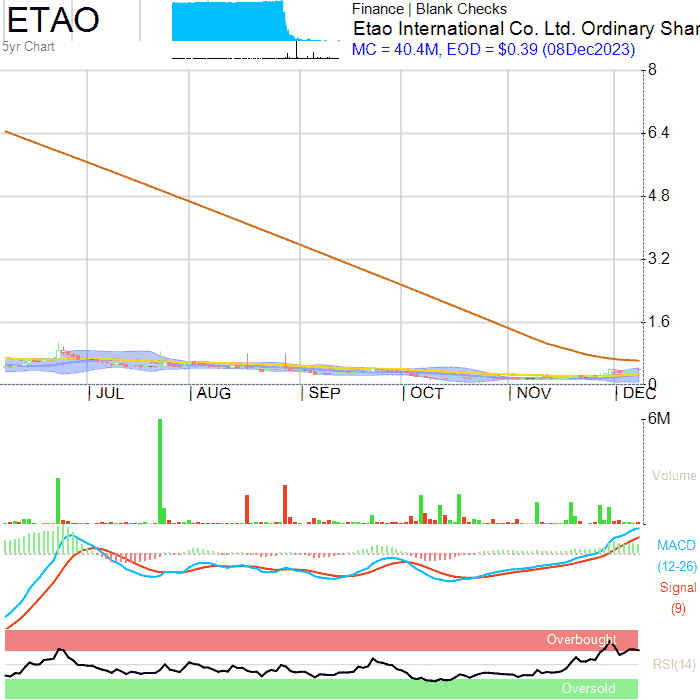 ETAO
5yr Chart
Finance | Blank Checks
Etao International Co. Ltd. Ordinary Shar
MC = 40.4M, EOD = $0.39 (08Dec2023)
8
6.4
4.8
3.2
1.6
0
JUL AUG SEP OCT NOV DEC
6M
Volume
MACD
(12-26)
Signal
(9)
Overbought
RSI(14)
Oversold